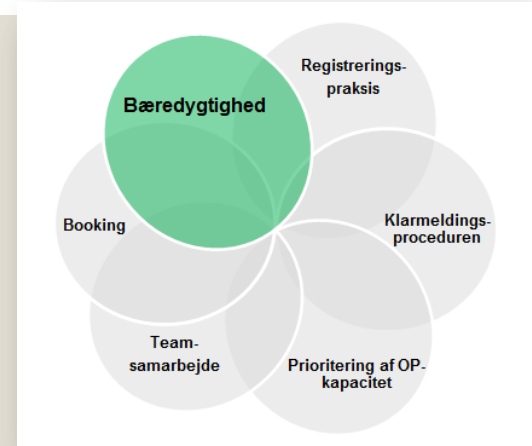 Bæredygtighed
Registrerings-
praksis
Klarmeldings-
proceduren
Prioritering af OP-
kapacitet
Team-
samarbejde
Booking